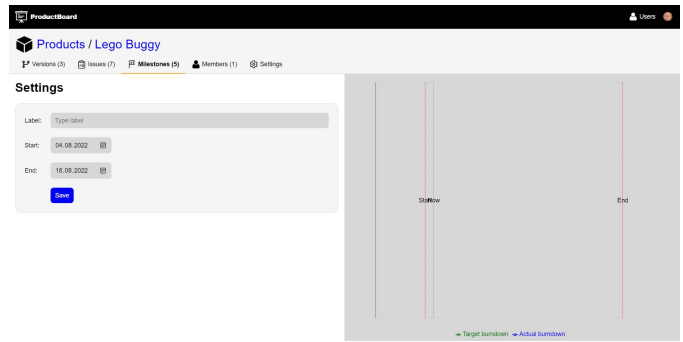 ProductBoard
Users
Products / Lego Buggy
Versions (3) Issues (7) Milestones (5) Members (1) Settings
Settings
Label: Type label
Start: 04.08.2022
End: 18.08.2022
Save
Start Now End
Target burndown Actual burndown